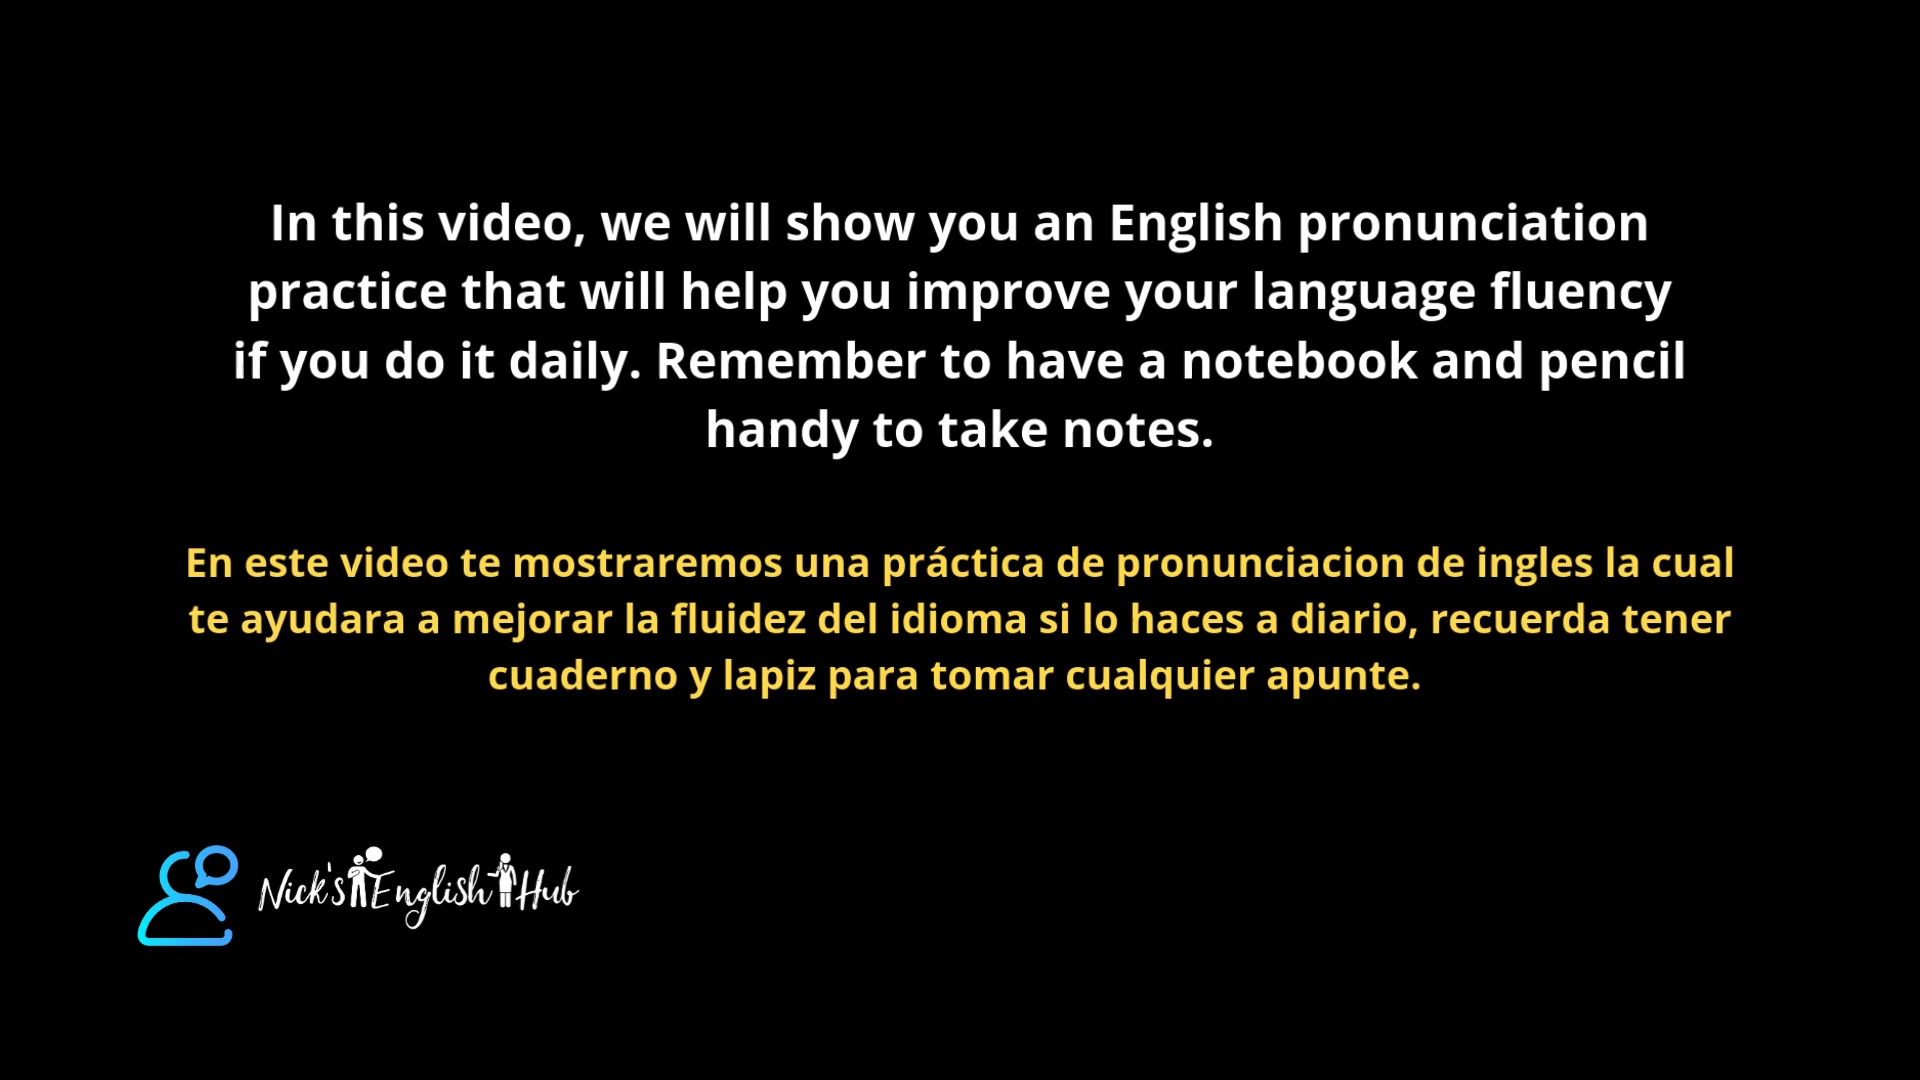 In this video, we will show you an English pronunciation
practice that will help you improve your language fluency
if you do it daily. Remember to have a notebook and pencil
handy to take notes.
En este video te mostraremos una práctica de pronunciacion de ingles la cual
te ayudara a mejorar la fluidez del idioma si lo haces a diario, recuerda tener
cuaderno y lapiz para tomar cualquier apunte.
Nick's English Hub